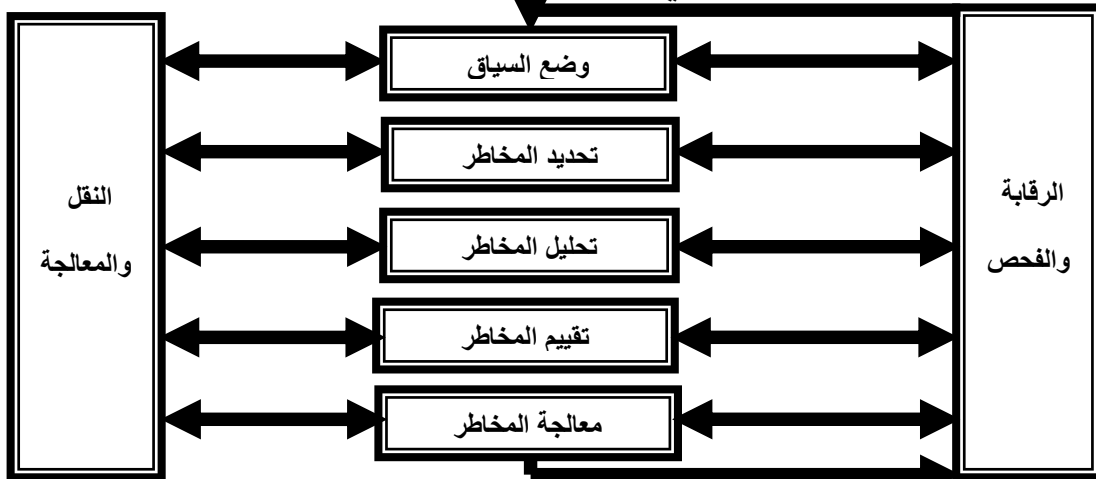 وضع السياق
تحديد المخاطر
تحليل المخاطر
تقييم المخاطر
معالجة المخاطر
الرقابة
والفحص
النقل
والمعالجة